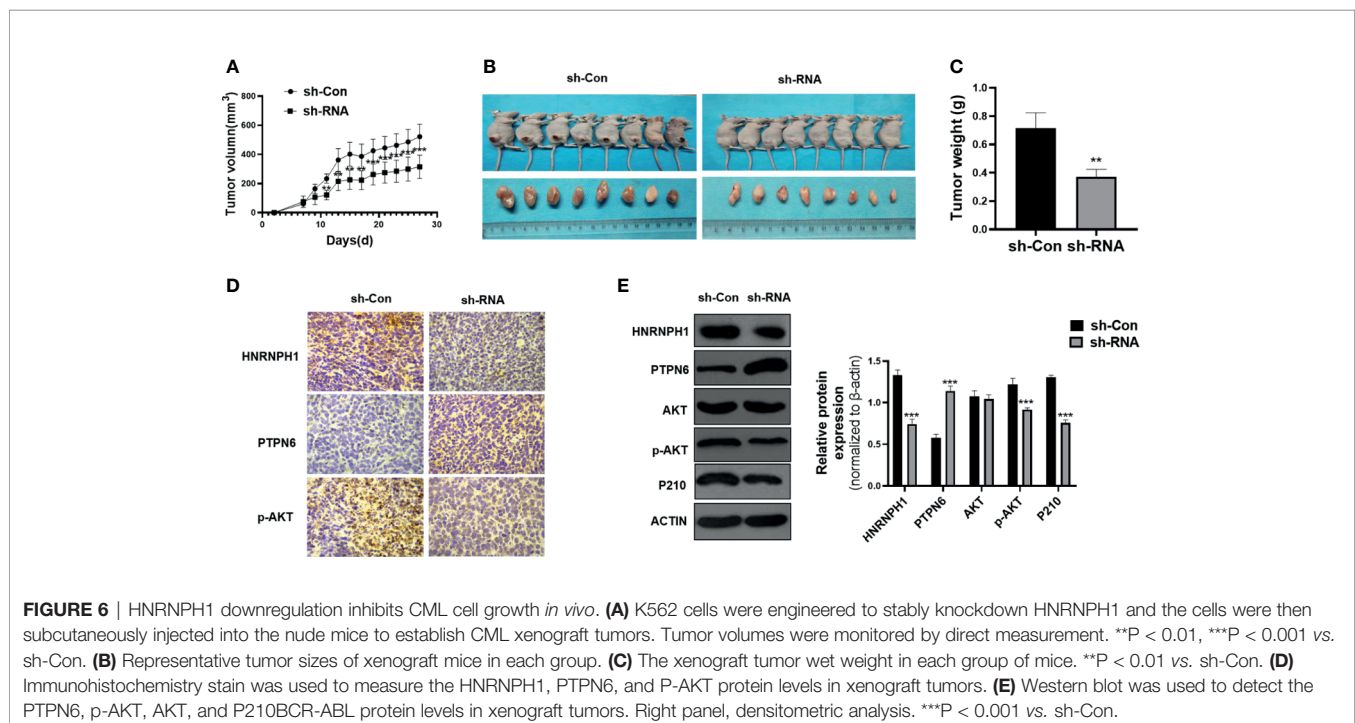 A
sh-Con
sh-RNA
Tumor volumn(mm3)
800
600
400
200
0
** ** ** ** *** *** *** *** ***
0 10 20 30
Days(d)
B
sh-Con sh-RNA
C
Tumor weight (g)
1.0
0.8
0.6
0.4
0.2
0.0
**
sh-Con sh-RNA
D
sh-Con sh-RNA
HNRNPH1
PTPN6
p-AKT
E
sh-Con sh-RNA
HNRNPH1
PTPN6
AKT
p-AKT
P210
ACTIN
sh-Con
sh-RNA
Relative protein
expression
(normalized to β-actin)
1.5
1.0
0.5
0.0
*** *** *** ***
HNRNPH1 PTPN6 AKT p-AKT P210
FIGURE 6 | HNRNPH1 downregulation inhibits CML cell growth in vivo. (A) K562 cells were engineered to stably knockdown HNRNPH1 and the cells were then
subcutaneously injected into the nude mice to establish CML xenograft tumors. Tumor volumes were monitored by direct measurement. **P < 0.01, ***P < 0.001 vs.
sh-Con. (B) Representative tumor sizes of xenograft mice in each group. (C) The xenograft tumor wet weight in each group of mice. **P < 0.01 vs. sh-Con. (D)
Immunohistochemistry stain was used to measure the HNRNPH1, PTPN6, and P-AKT protein levels in xenograft tumors. (E) Western blot was used to detect the
PTPN6, p-AKT, AKT, and P210BCR-ABL protein levels in xenograft tumors. Right panel, densitometric analysis. ***P < 0.001 vs. sh-Con.